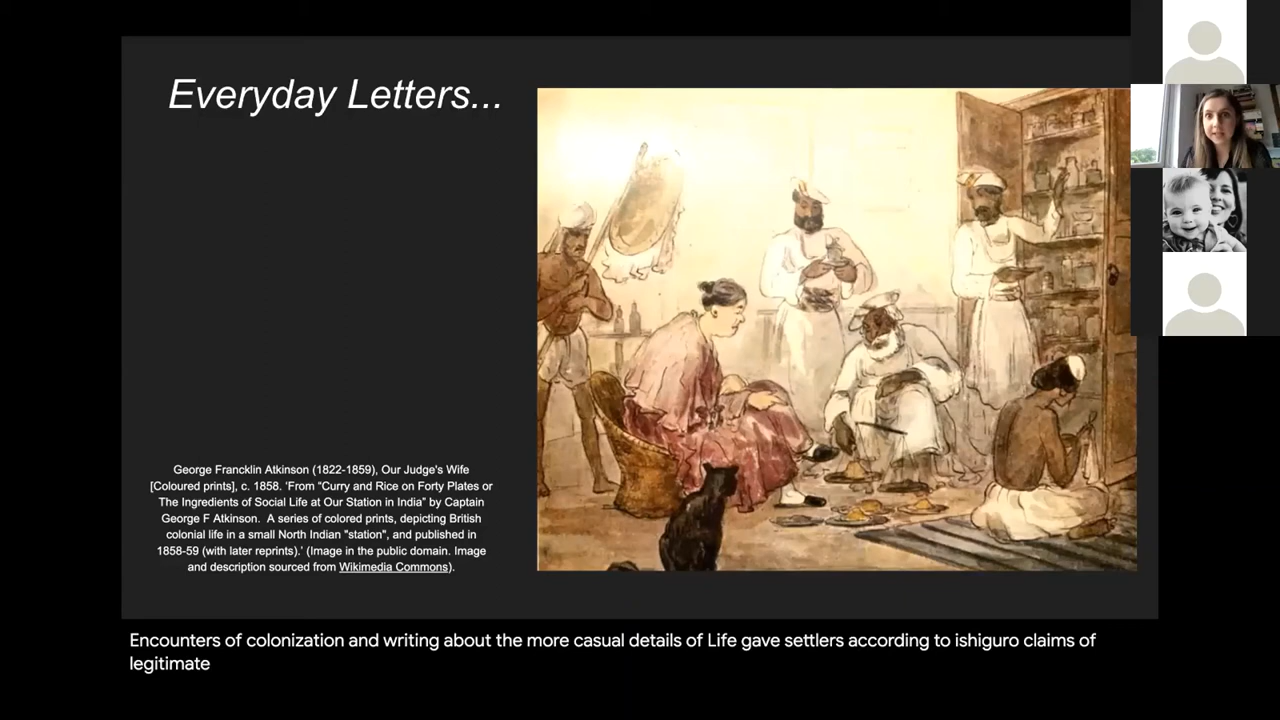 Everyday Letters...
George Francklin Atkinson (1822-1859), Our Judge's Wife
[Coloured prints], c. 1858. 'From "Curry and Rice on Forty Plates or
The Ingredients of Social Life at Our Station in India" by Captain
George F Atkinson.  A series of colored prints, depicting British
colonial life in a small North Indian "station", and published in
1858-59 (with later reprints).' (Image in the public domain. Image
and description sourced from Wikimedia Commons).
Encounters of colonization and writing about the more casual details of Life gave settlers according to ishiguro claims of
legitimate